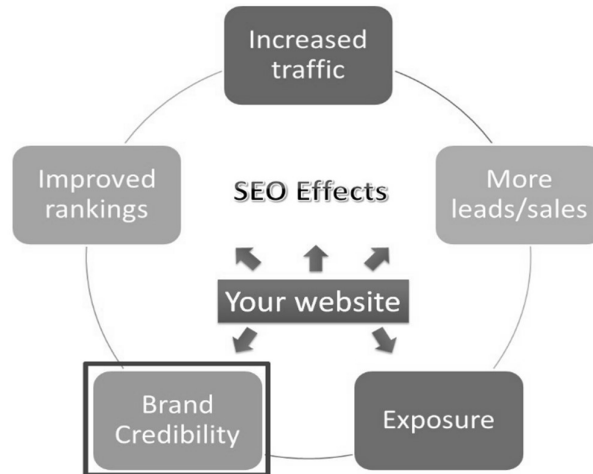 Increased
traffic
Improved
rankings
SEO Effects
More
leads/sales
Your website
Brand
Credibility
Exposure